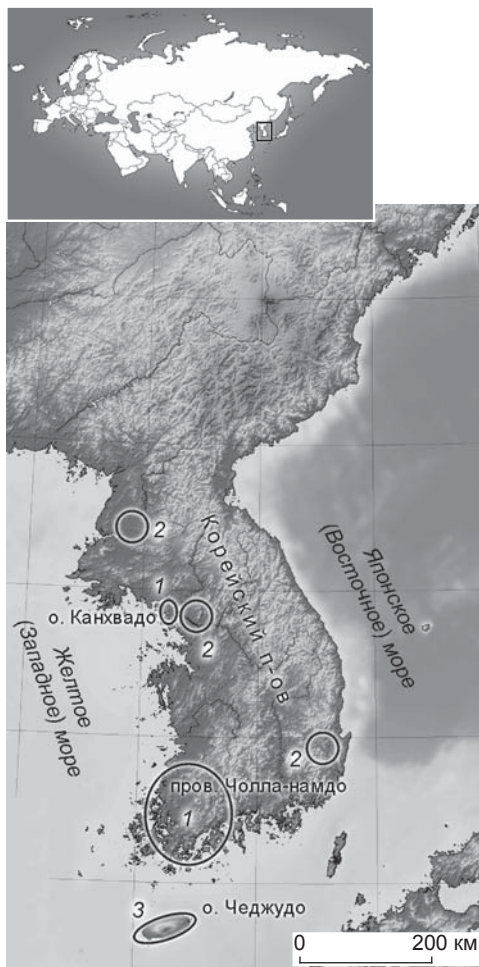 2
1
о. Канхвадо
2
Корейский п-ов
Японское
(Восточное) море
Желтое
(Западное) море
2
пров. Чолла-намдо
1
3
о. Чеджудо
0 200 км